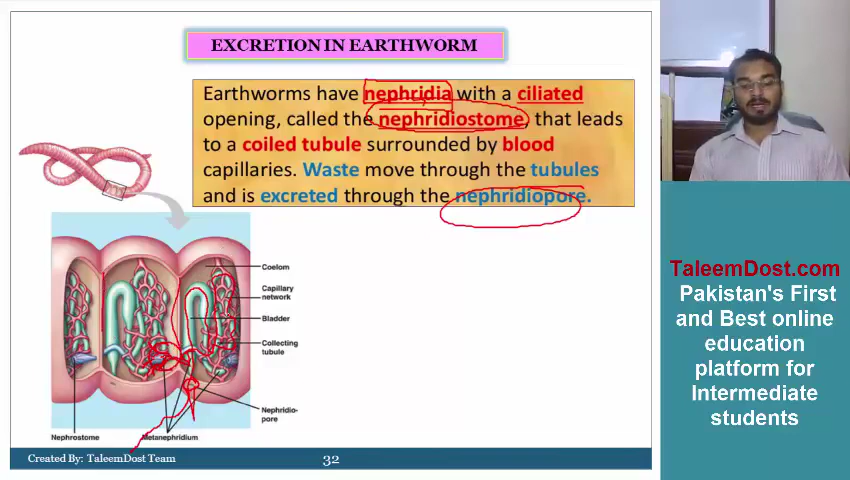 EXCRETION IN EARTHWORM
Earthworms have nephridia with a ciliated
opening, called the nephridiostome, that leads
to a coiled tubule surrounded by blood
capillaries. Waste move through the tubules
and is excreted through the nephridiopore.
Coelom
Capillary
network
Bladder
Collecting
tubule
Nephridio-
pore
Nephrostome
Metanephridium
Created By: TaleemDost Team
32
TaleemDost.com
Pakistan's First
and Best online
education
platform for
Intermediate
students